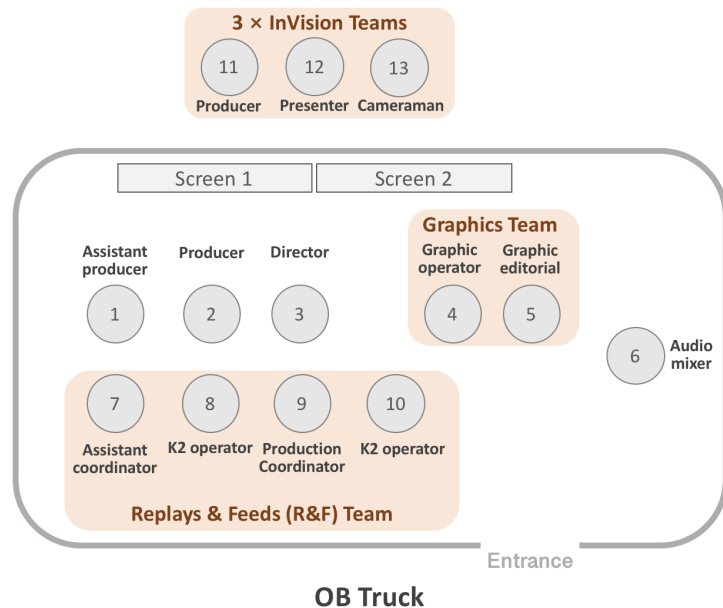 3 × InVision Teams
11
12
13
Producer
Presenter
Cameraman
Screen 1
Screen 2
Graphics Team
Assistant
producer
Producer
Director
Graphic
operator
Graphic
editorial
1
2
3
4
5
6
Audio
mixer
7
8
9
10
Assistant
coordinator
K2 operator
Production
Coordinator
K2 operator
Replays & Feeds (R&F) Team
Entrance
OB Truck